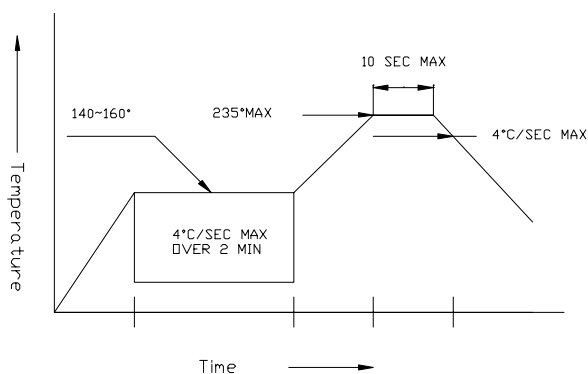 10 SEC MAX
140~160°
235°MAX
4°C/SEC MAX
4°C/SEC MAX
OVER 2 MIN
Temperature
Time